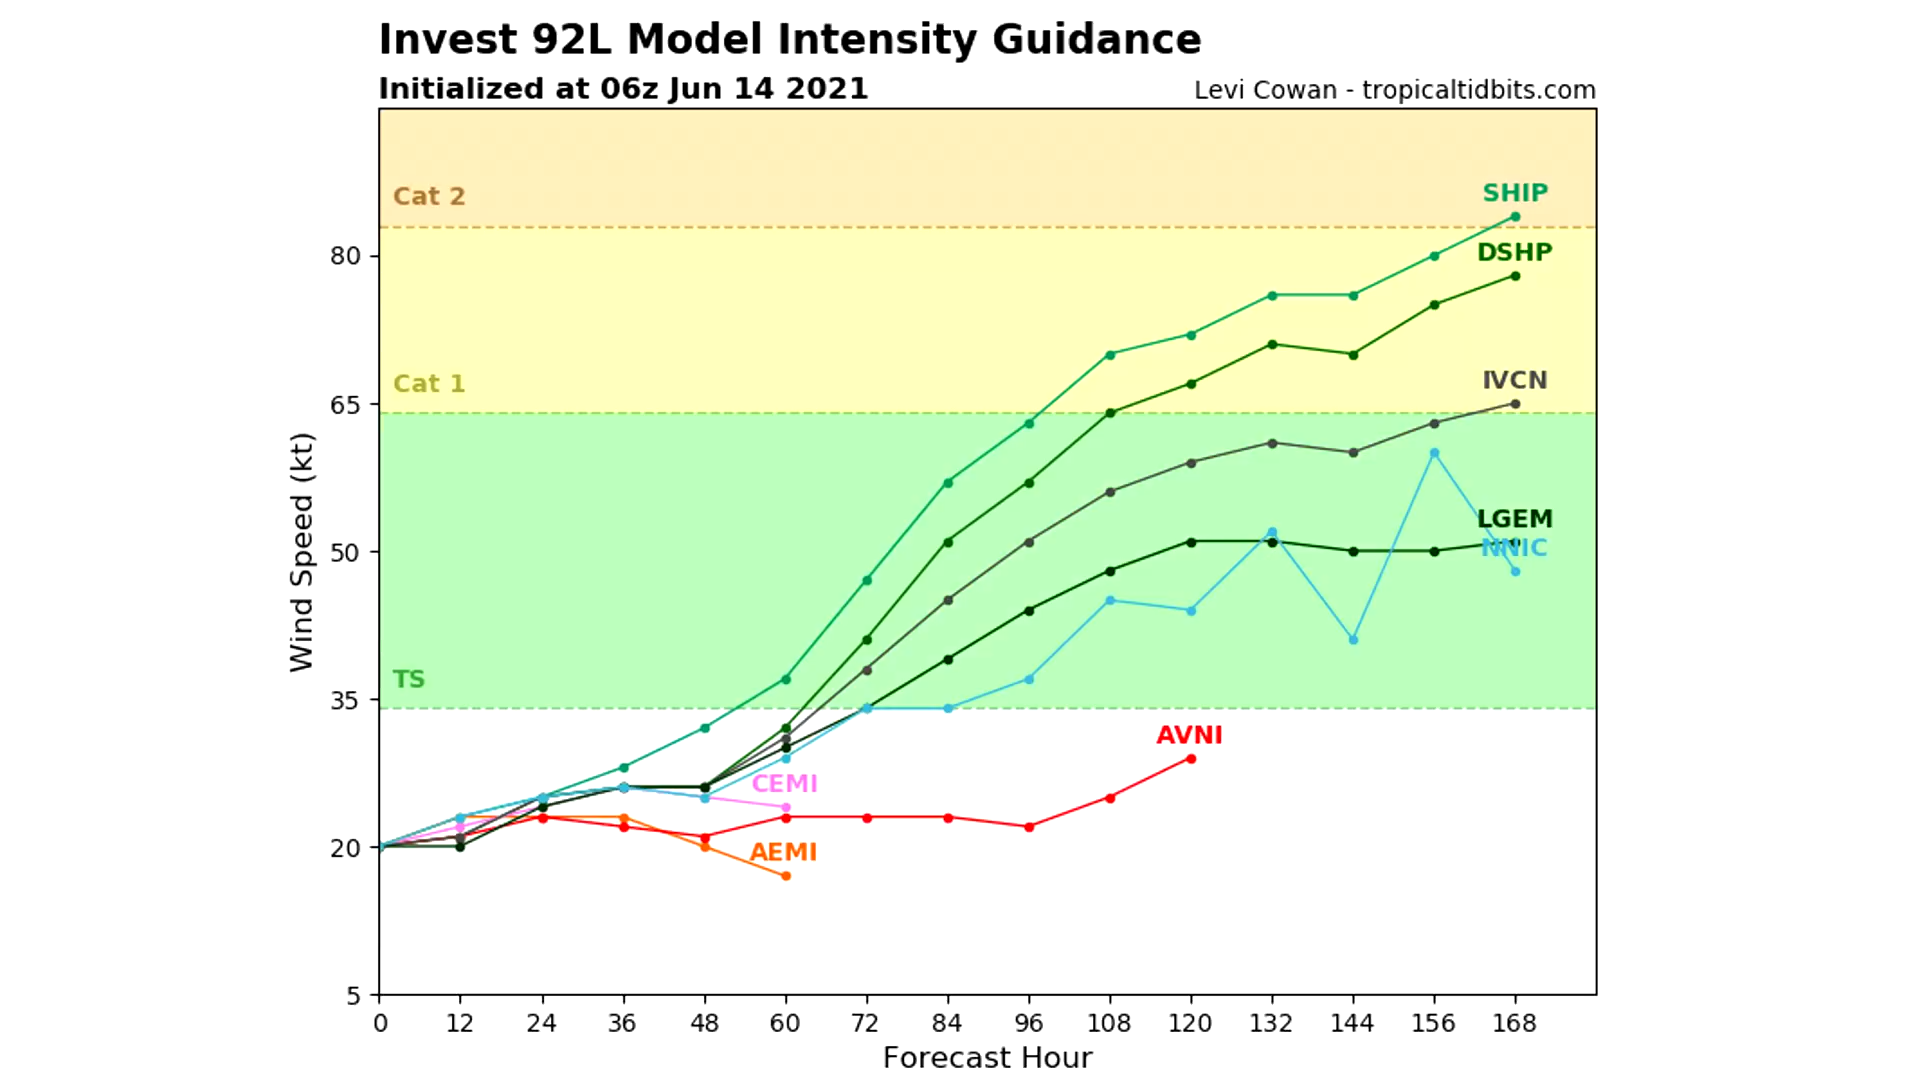 Invest 92L Model Intensity Guidance
Initialized at 06z Jun 14 2021
Levi Cowan - tropicaltidbits.com
Cat 2
SHIP
DSHP
80
Cat 1
IVCN
65
LGEM
NNIC
50
Wind Speed (kt)
TS
35
AVNI
CEMI
AEMI
20
5
0 12 24 36 48 60 72 84 96 108 120 132 144 156 168
Forecast Hour